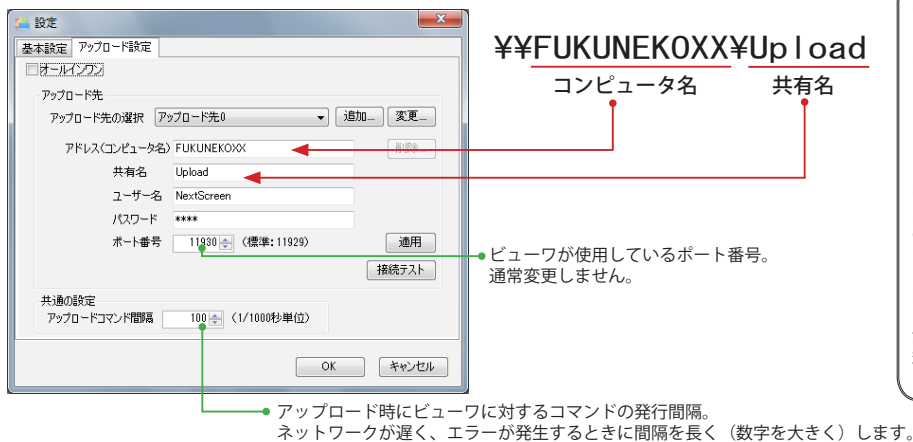 設定
基本設定 アップロード設定
オールインワン
アップロード先
アップロード先の選択 アップロード先0 追加... 変更...
アドレス(コンピュータ名) FUKUNEKOXX 削除...
共有名 Upload
ユーザー名 NextScreen
パスワード ****
ポート番号 11930 (標準:11929) 適用
接続テスト
共通の設定
アップロードコマンド間隔 100 (1/1000秒単位)
OK キャンセル
¥¥FUKUNEKOXX¥Upload
コンピュータ名 共有名
ビューワが使用しているポート番号。
通常変更しません。
アップロード時にビューワに対するコマンドの発行間隔。
ネットワークが遅く、エラーが発生するときに間隔を長く（数字を大きく）します。